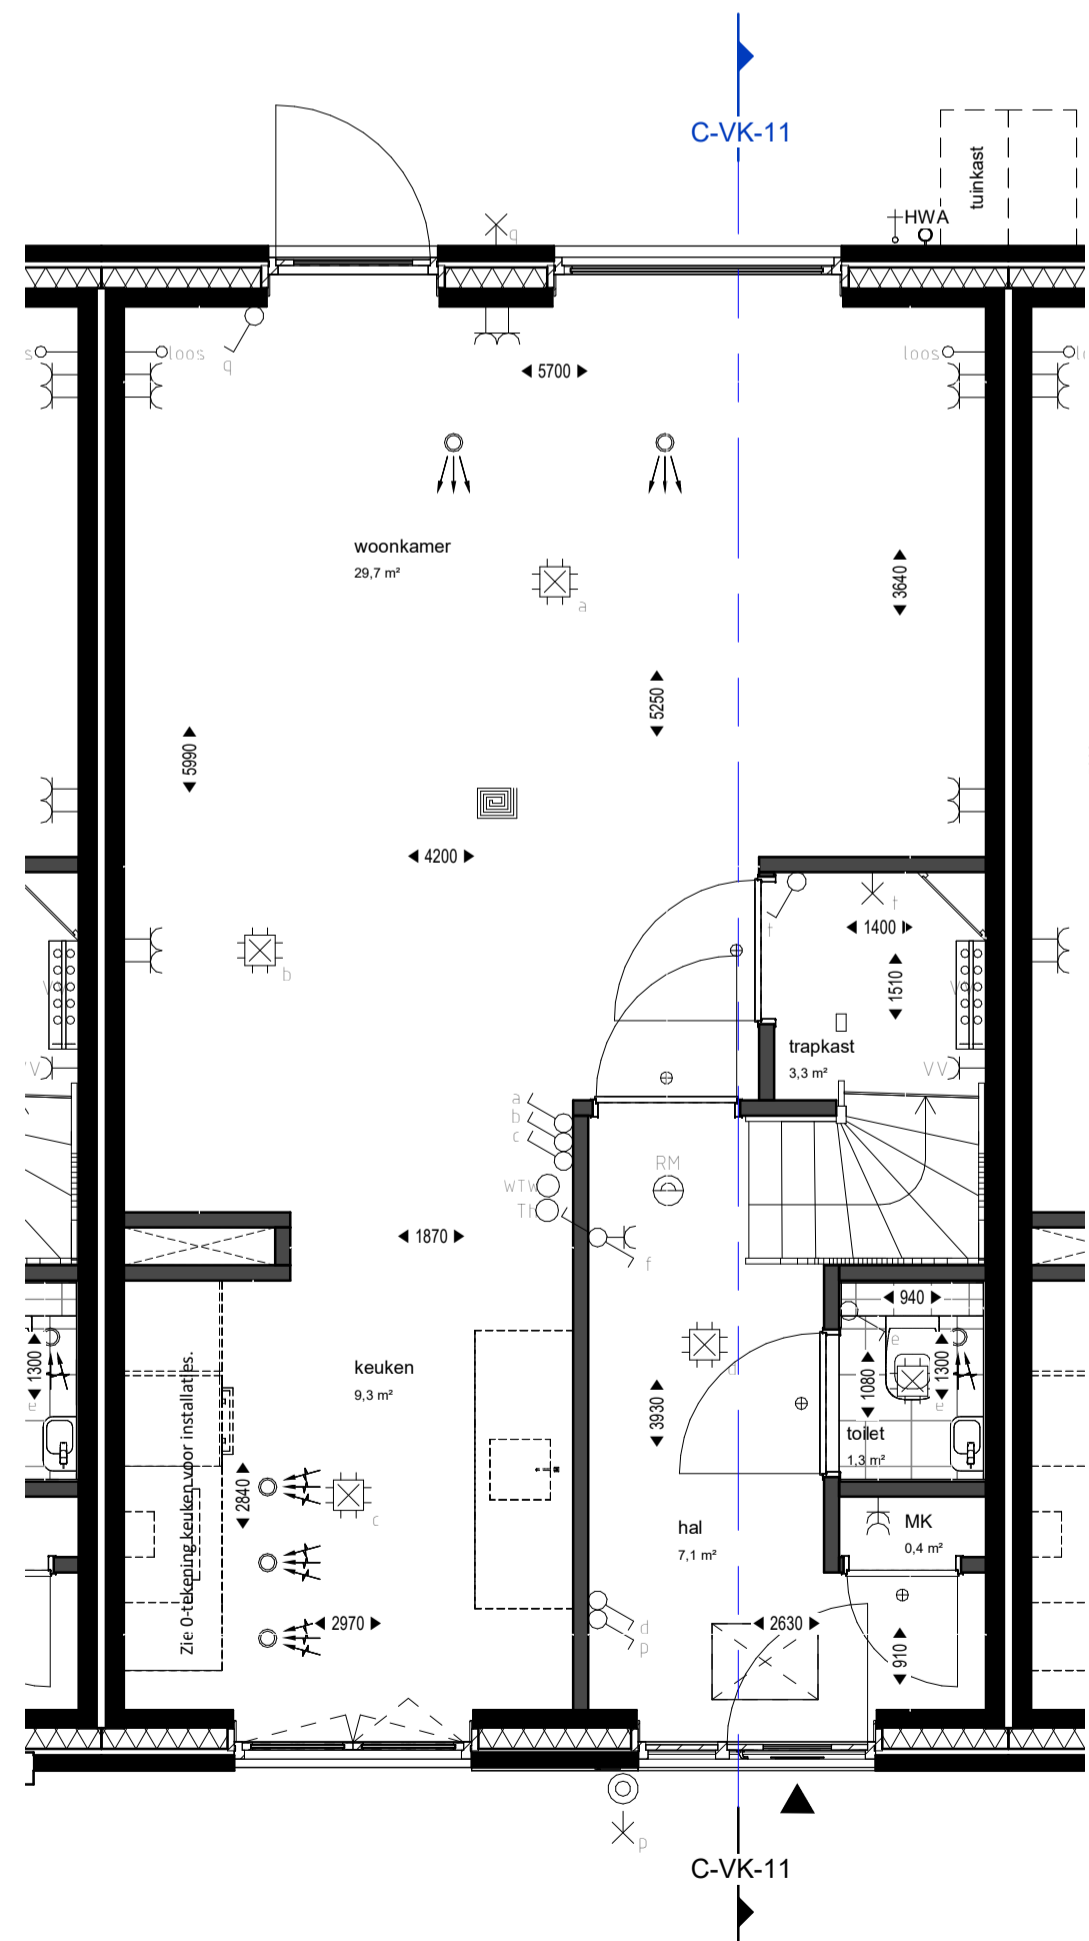 C-VK-11
tuinkast
HWA
q
loos
q
loos
5700
woonkamer
29,7 m²
a
3640
5250
5990
4200
b
t
t
1400
1510
trapkast
3,3 m²
VV
a
b
c
WTW
Th
RM
f
1870
940
e
1300
1080
1300
e
e
keuken
9,3 m²
d
3930
toilet
1,3 m²
Zie 0-tekening keuken voor installaties.
2840
c
hal
7,1 m²
MK
0,4 m²
2970
d
p
2630
910
p
C-VK-11